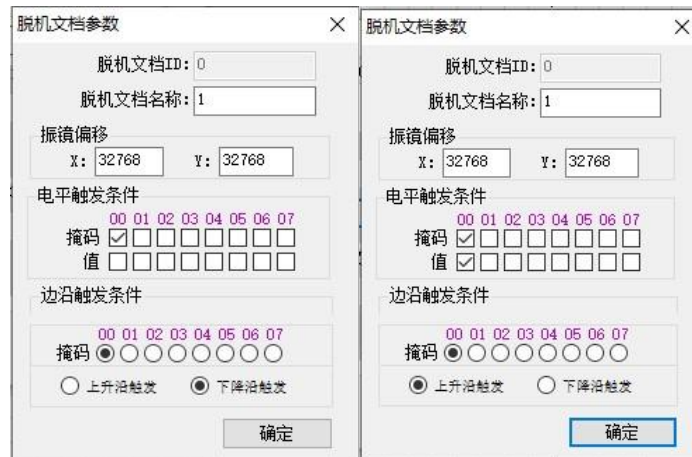 脱机文档参数
脱机文档ID: 0
脱机文档名称: 1
振镜偏移
X: 32768 Y: 32768
电平触发条件
00 01 02 03 04 05 06 07
掩码
值
边沿触发条件
00 01 02 03 04 05 06 07
掩码
上升沿触发 下降沿触发
确定
脱机文档参数
脱机文档ID: 0
脱机文档名称: 1
振镜偏移
X: 32768 Y: 32768
电平触发条件
00 01 02 03 04 05 06 07
掩码
值
边沿触发条件
00 01 02 03 04 05 06 07
掩码
上升沿触发 下降沿触发
确定